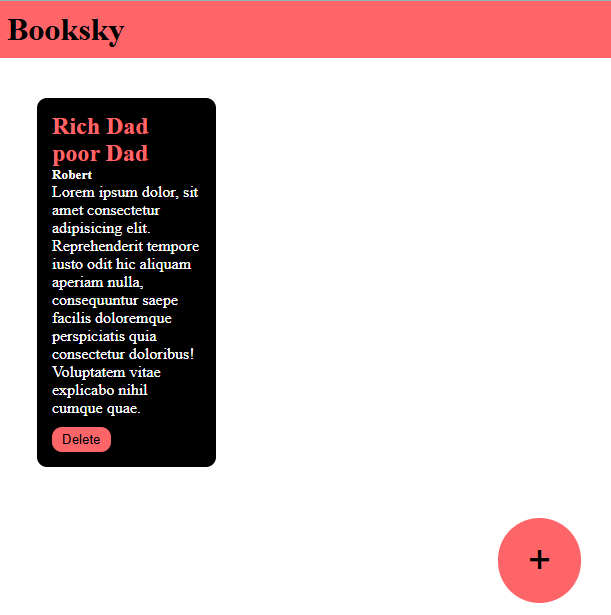 Booksky
Rich Dad
poor Dad
Robert
Lorem ipsum dolor, sit
amet consectetur
adipisicing elit.
Reprehenderit tempore
iusto odit hic aliquam
aperiam nulla,
consequuntur saepe
facilis doloremque
perspiciatis quia
consectetur doloribus!
Voluptatem vitae
explicabo nihil
cumque quae.
Delete
+